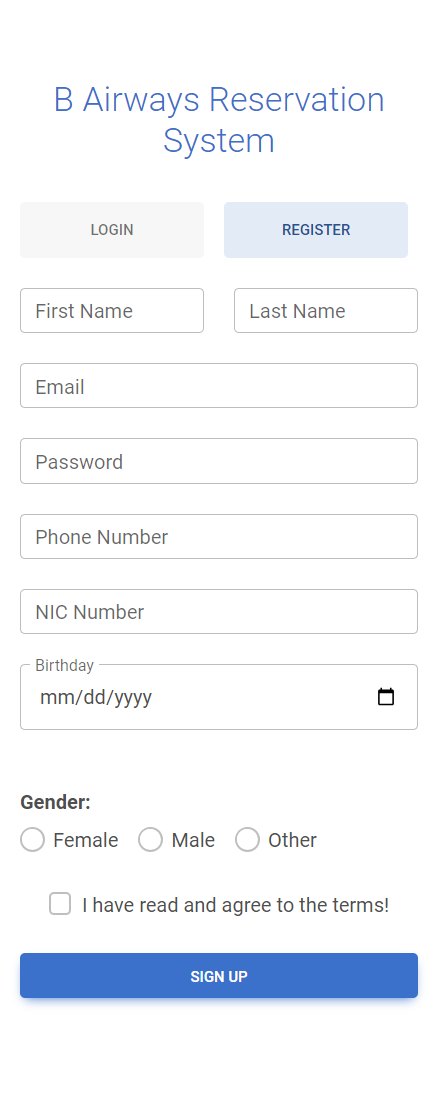 B Airways Reservation
System
LOGIN REGISTER
First Name Last Name
Email
Password
Phone Number
NIC Number
Birthday
mm/dd/yyyy
Gender:
Female Male Other
I have read and agree to the terms!
SIGN UP